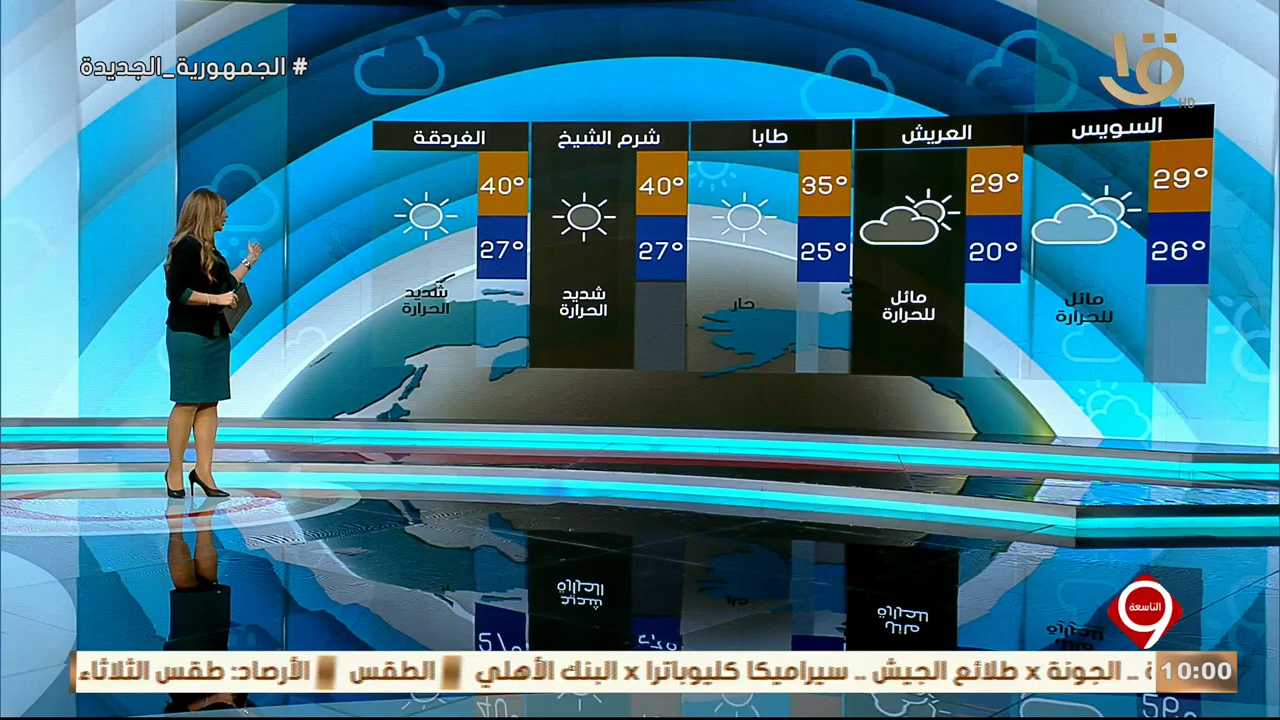 # الجمهورية_الجديدة
HD
السويس
29°
26°
مائل
للحرارة
العريش
29°
20°
مائل
للحرارة
طابا
35°
25°
حار
شرم الشيخ
40°
27°
شديد
الحرارة
الغردقة
40°
27°
شديد
الحرارة
التاسعة
9
10:00
.. الجونة x طلائع الجيش .. سيراميكا كليوباترا x البنك الأهلي
الطقس
الأرصاد: طقس الثلاثاء